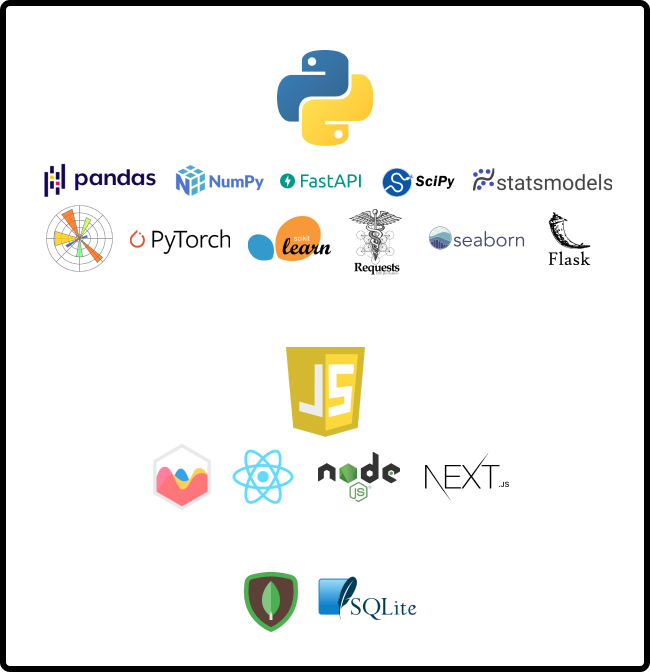 pandas NumPy FastAPI SciPy statsmodels
PyTorch scikit learn Requests seaborn Flask
JS
node JS NEXT.JS
SQLite